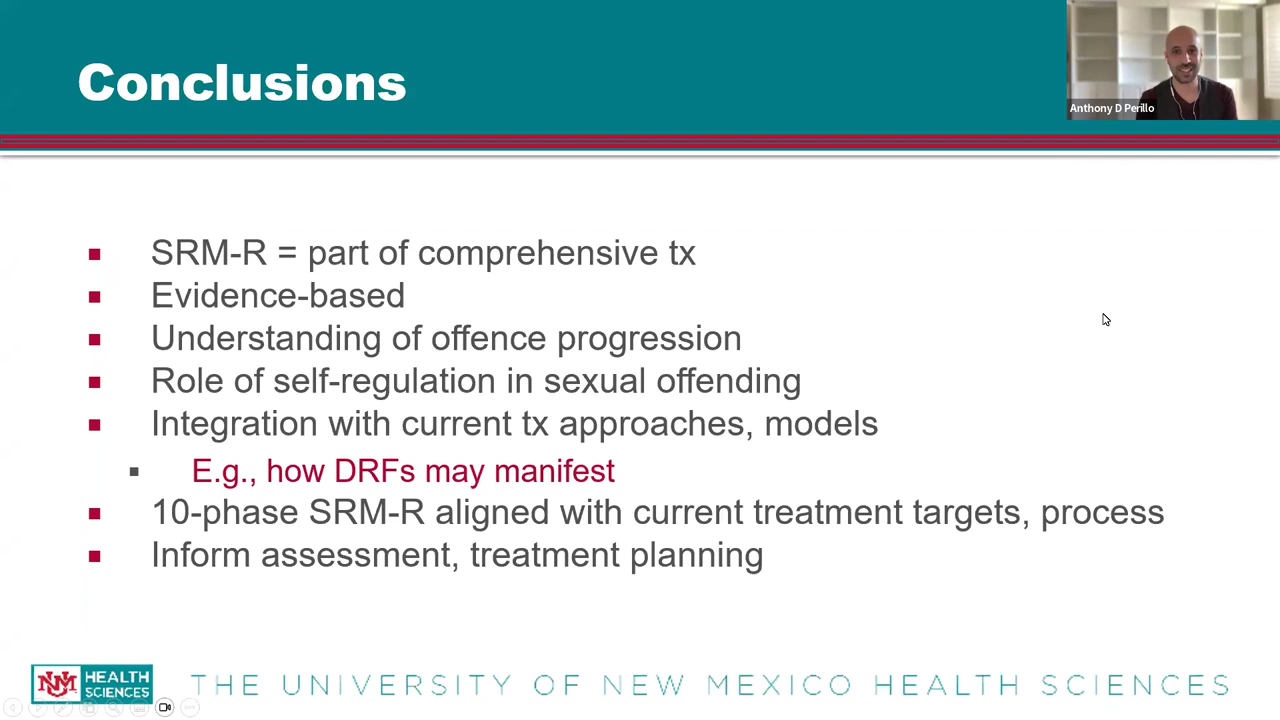 Conclusions
Anthony D Perillo
SRM-R = part of comprehensive tx
Evidence-based
Understanding of offence progression
Role of self-regulation in sexual offending
Integration with current tx approaches, models
E.g., how DRFs may manifest
10-phase SRM-R aligned with current treatment targets, process
Inform assessment, treatment planning
UNM HEALTH
SCIENCES
THE UNIVERSITY OF NEW MEXICO HEALTH SCIENCES